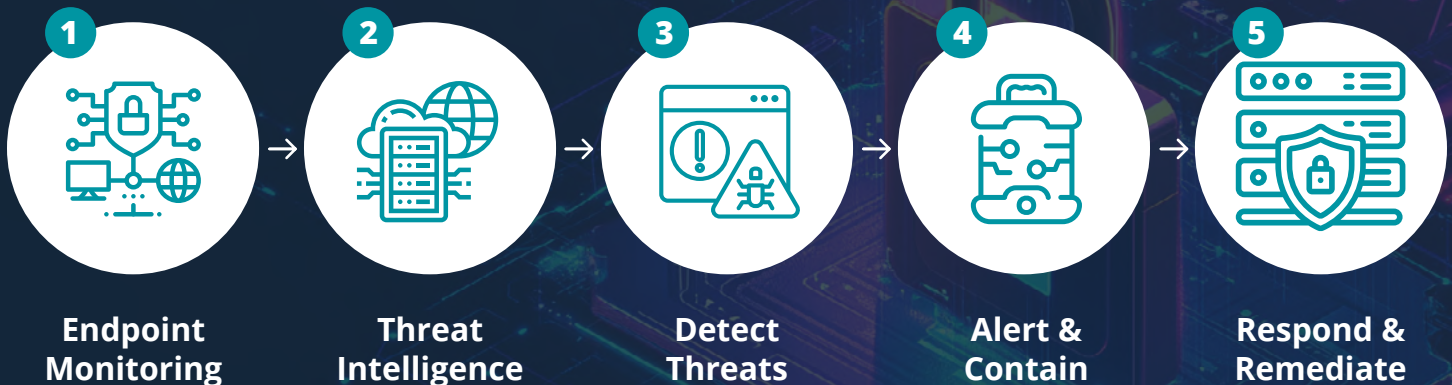 1
2
3
4
5
Endpoint
Monitoring
Threat
Intelligence
Detect
Threats
Alert &
Contain
Respond &
Remediate